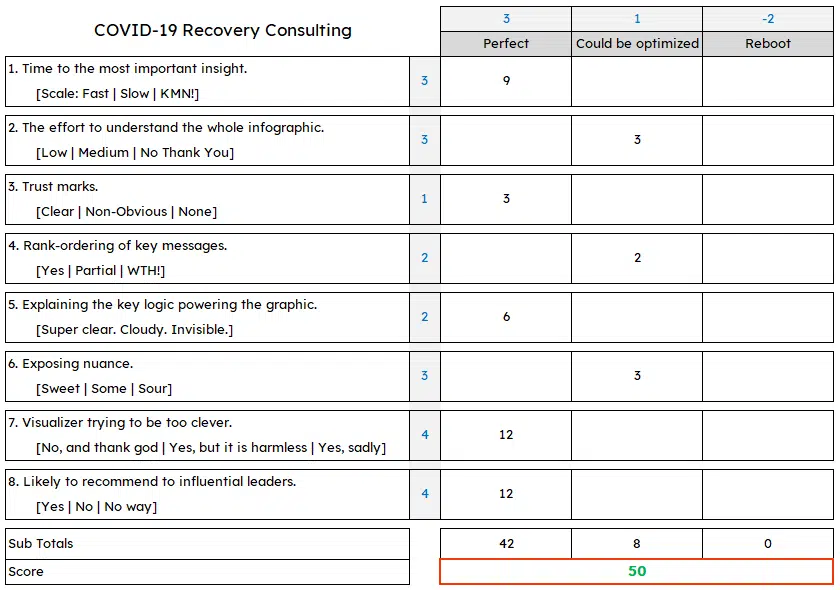 3 1 -2
COVID-19 Recovery Consulting
Perfect Could be optimized Reboot
1. Time to the most important insight.
[Scale: Fast | Slow | KMN!]
3 9
2. The effort to understand the whole infographic.
[Low | Medium | No Thank You]
3 3
3. Trust marks.
[Clear | Non-Obvious | None]
1 3
4. Rank-ordering of key messages.
[Yes | Partial | WTH!]
2 2
5. Explaining the key logic powering the graphic.
[Super clear. Cloudy. Invisible.]
2 6
6. Exposing nuance.
[Sweet | Some | Sour]
3 3
7. Visualizer trying to be too clever.
[No, and thank god | Yes, but it is harmless | Yes, sadly]
4 12
8. Likely to recommend to influential leaders.
[Yes | No | No way]
4 12
Sub Totals 42 8 0
Score 50